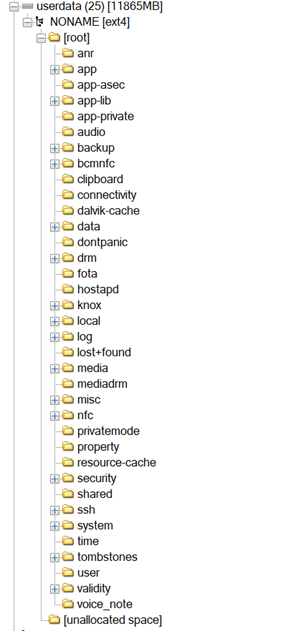 userdata (25) [11865MB]
NONAME [ext4]
[root]
anr
app
app-asec
app-lib
app-private
audio
backup
bcmnfc
clipboard
connectivity
dalvik-cache
data
dontpanic
drm
fota
hostapd
knox
local
log
lost+found
media
mediadrm
misc
nfc
privatemode
property
resource-cache
security
shared
ssh
system
time
tombstones
user
validity
voice_note
[unallocated space]